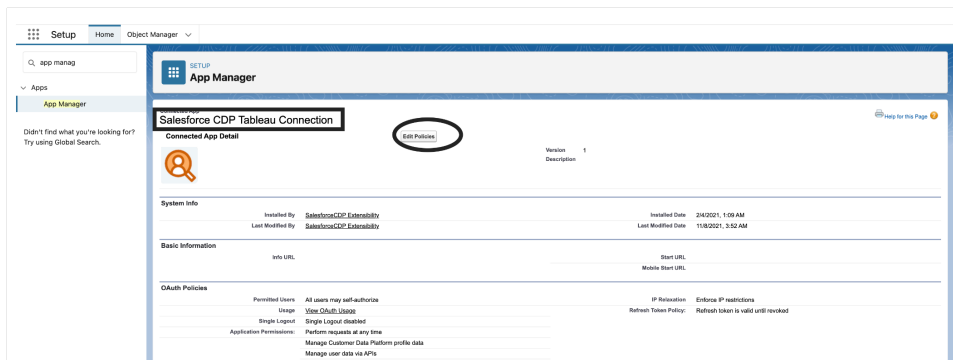 Setup Home Object Manager
app manag
SETUP
App Manager
Apps
App Manager
Didn't find what you're looking for?
Try using Global Search.
Connected App
Salesforce CDP Tableau Connection
Help for this Page
Connected App Detail
Edit Policies
Version 1
Description
System Info
Installed By SalesforceCDP Extensibility Installed Date 2/4/2021, 1:09 AM
Last Modified By SalesforceCDP Extensibility Last Modified Date 11/8/2021, 3:52 AM
Basic Information
Info URL Start URL
Mobile Start URL
OAuth Policies
Permitted Users All users may self-authorize IP Relaxation Enforce IP restrictions
Usage View OAuth Usage Refresh Token Policy: Refresh token is valid until revoked
Single Logout Single Logout disabled
Application Permissions: Perform requests at any time
Manage Customer Data Platform profile data
Manage user data via APIs